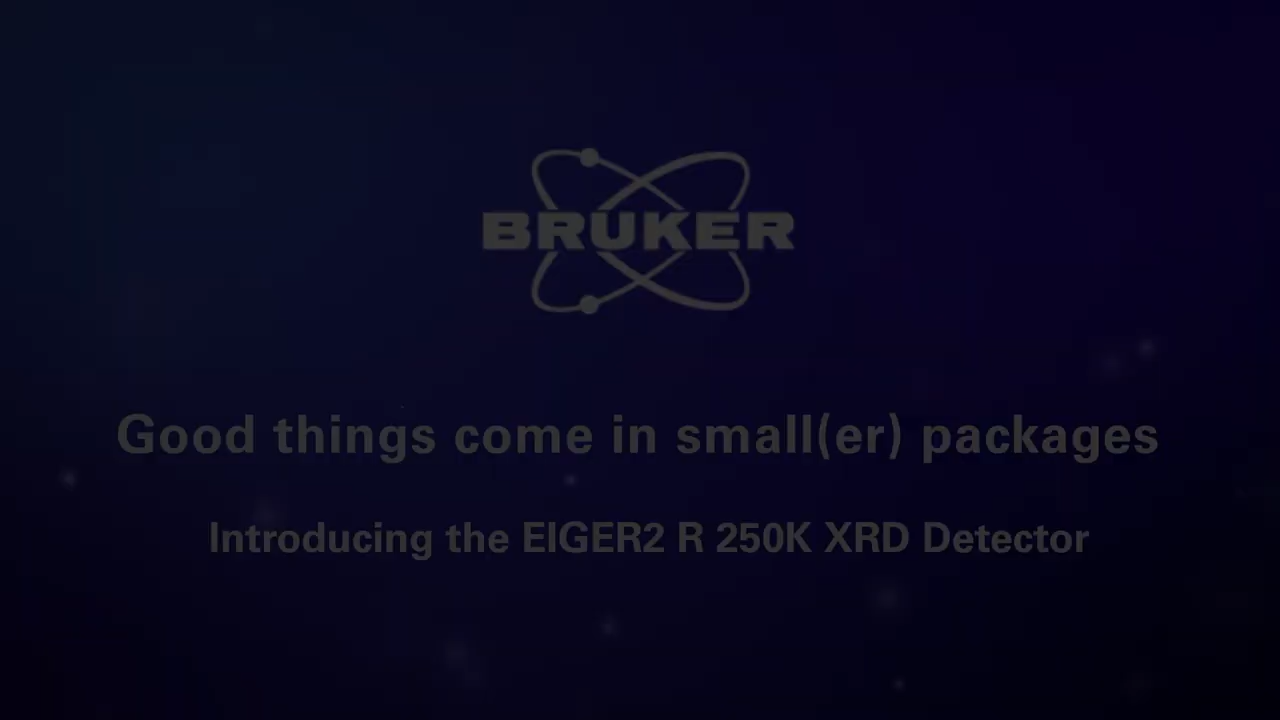 BRUKER
Good things come in small(er) packages
Introducing the EIGER2 R 250K XRD Detector